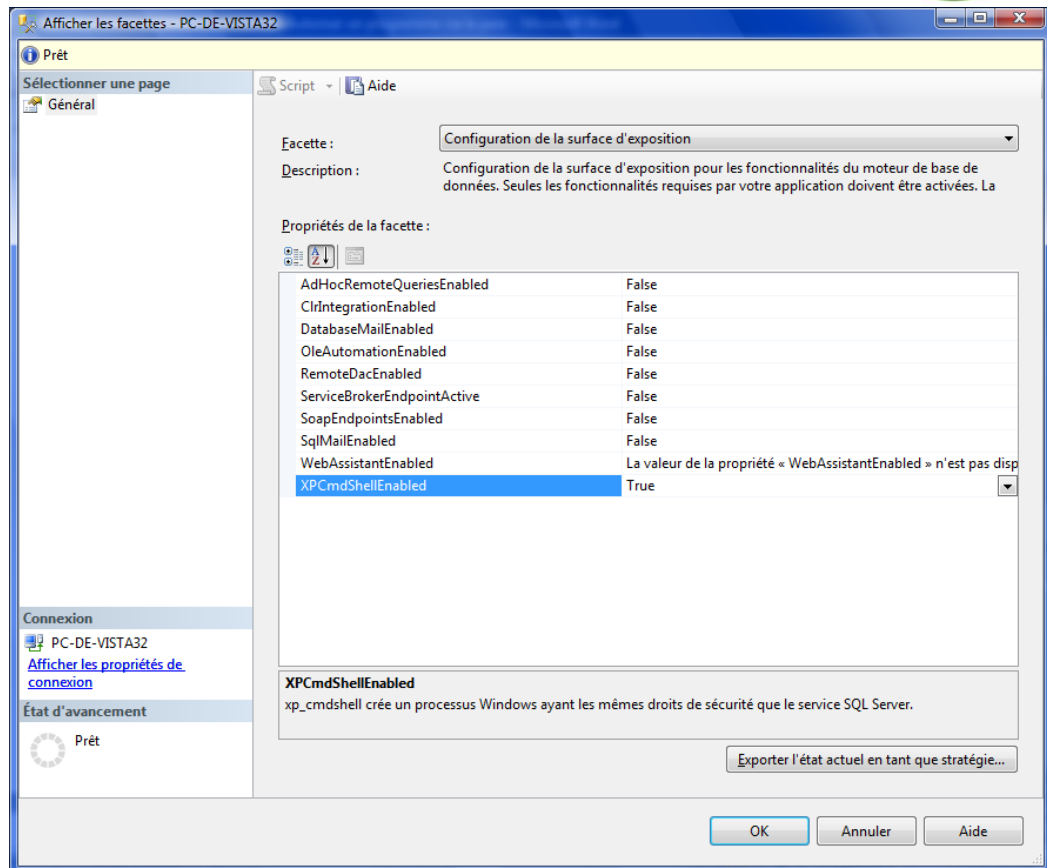 Afficher les facettes - PC-DE-VISTA32
Prêt
Sélectionner une page
Général
Script
Aide
Facette :
Configuration de la surface d'exposition
Description :
Configuration de la surface d'exposition pour les fonctionnalités du moteur de base de
données. Seules les fonctionnalités requises par votre application doivent être activées. La
Propriétés de la facette :
AdHocRemoteQueriesEnabled False
ClrIntegrationEnabled False
DatabaseMailEnabled False
OleAutomationEnabled False
RemoteDacEnabled False
ServiceBrokerEndpointActive False
SoapEndpointsEnabled False
SqlMailEnabled False
WebAssistantEnabled La valeur de la propriété « WebAssistantEnabled » n'est pas disp
XPCmdShellEnabled True
Connexion
PC-DE-VISTA32
Afficher les propriétés de
connexion
État d'avancement
Prêt
XPCmdShellEnabled
xp_cmdshell crée un processus Windows ayant les mêmes droits de sécurité que le service SQL Server.
Exporter l'état actuel en tant que stratégie...
OK
Annuler
Aide